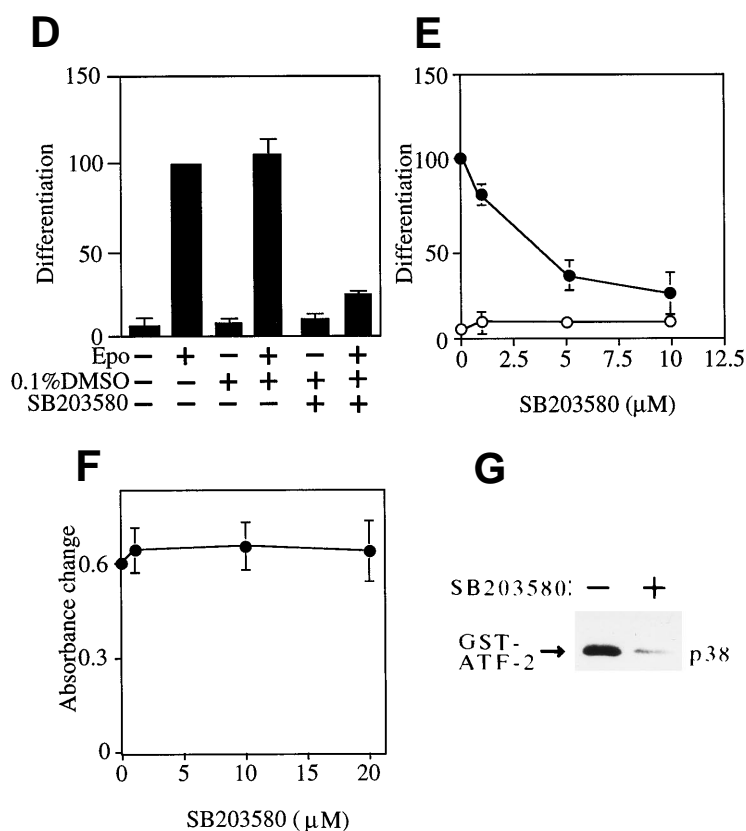 D
150
100
50
0
Differentiation
Epo − + − + − +
0.1%DMSO − − + + + +
SB203580 − − − − + +
E
150
100
50
0
Differentiation
0 2.5 5 7.5 10 12.5
SB203580 (μM)
F
0.6
0.3
0
Absorbance change
0 5 10 15 20
SB203580 (μM)
G
SB203580: − +
GST-
ATF-2 → p38